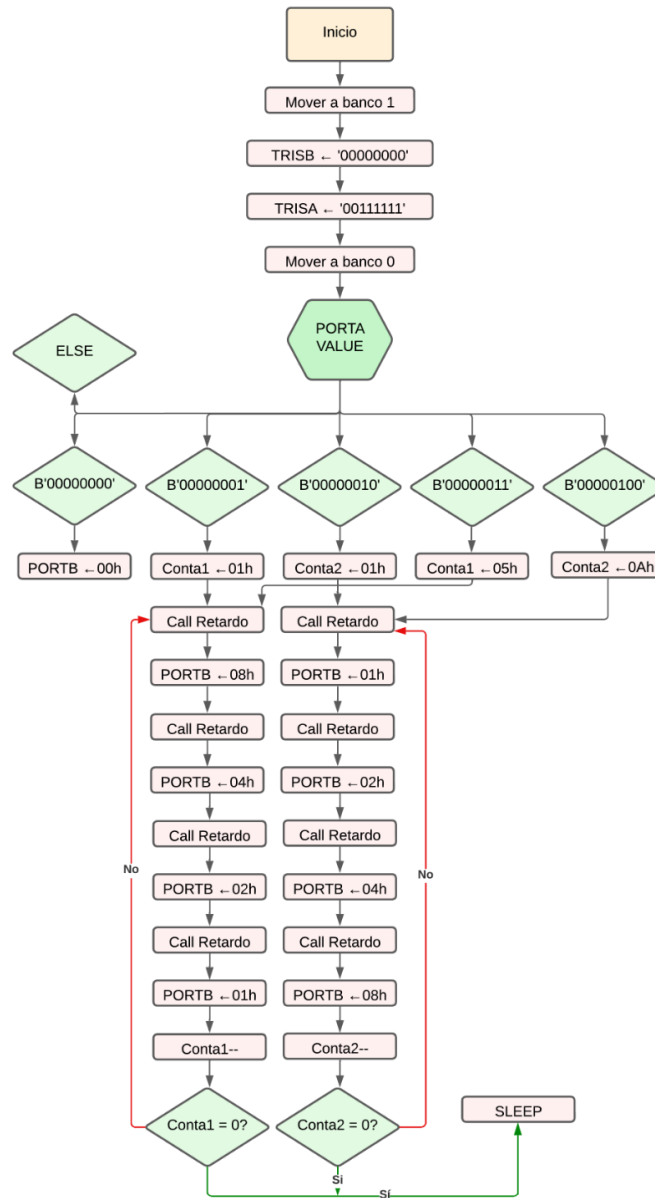 Inicio
Mover a banco 1
TRISB ← '00000000'
TRISA ← '00111111'
Mover a banco 0
PORTA
VALUE
ELSE
B'00000000'
B'00000001'
B'00000010'
B'00000011'
B'00000100'
PORTB ←00h
Conta1 ←01h
Conta2 ←01h
Conta1 ←05h
Conta2 ←0Ah
Call Retardo
Call Retardo
PORTB ←08h
PORTB ←01h
Call Retardo
Call Retardo
PORTB ←04h
PORTB ←02h
Call Retardo
Call Retardo
No
No
PORTB ←02h
PORTB ←04h
Call Retardo
Call Retardo
PORTB ←01h
PORTB ←08h
Conta1--
Conta2--
SLEEP
Conta1 = 0?
Conta2 = 0?
Si
Sí